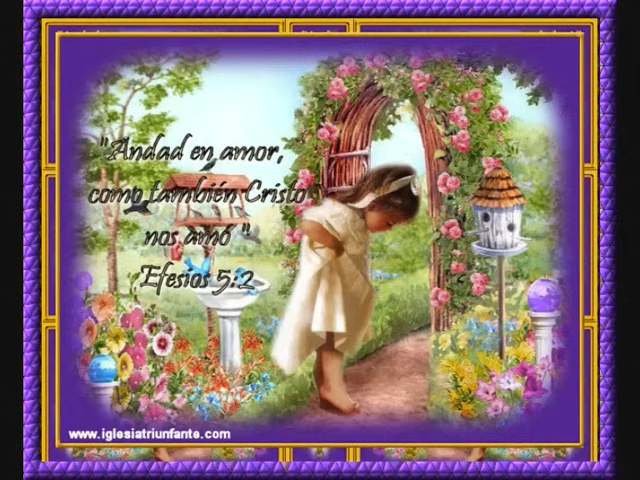 "Andad en amor,
como también Cristo
nos amó "
Efesios 5:2
www.iglesiatriunfante.com